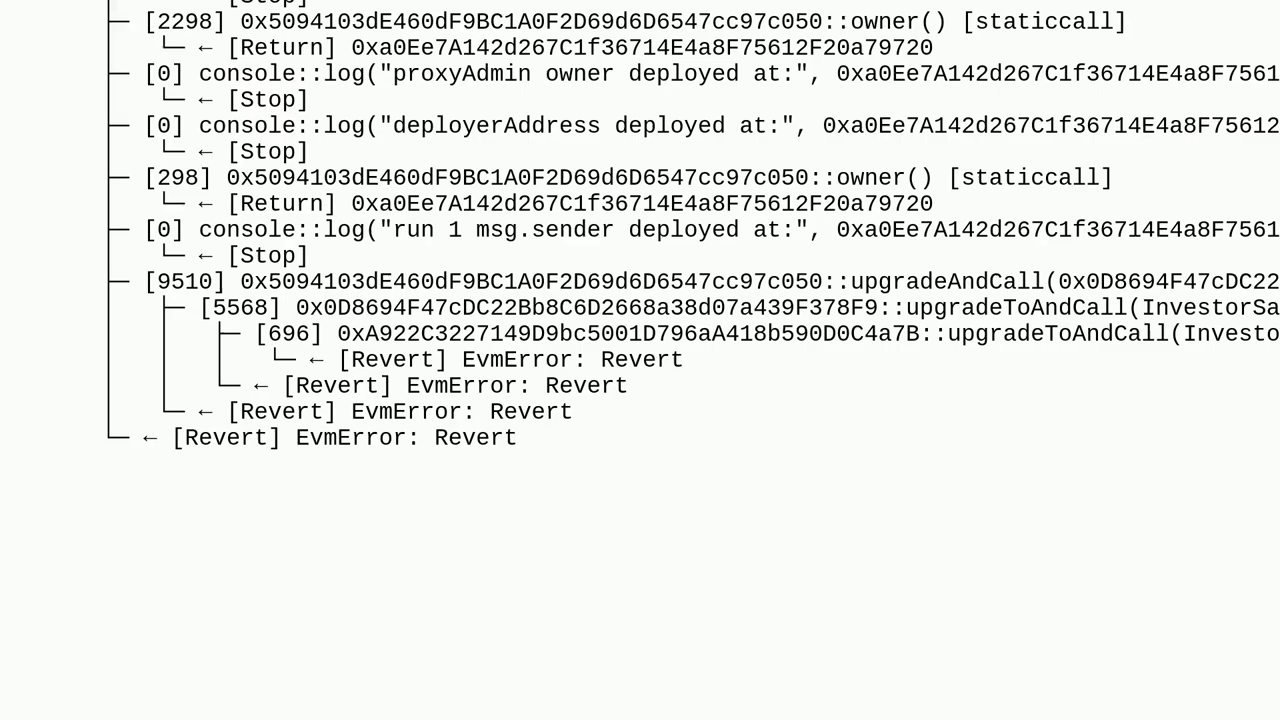 [Stop]
├─ [2298] 0x5094103dE460dF9BC1A0F2D69d6D6547cc97c050::owner() [staticcall]
│   └─ ← [Return] 0xa0Ee7A142d267C1f36714E4a8F75612F20a79720
├─ [0] console::log("proxyAdmin owner deployed at:", 0xa0Ee7A142d267C1f36714E4a8F7561
│   └─ ← [Stop]
├─ [0] console::log("deployerAddress deployed at:", 0xa0Ee7A142d267C1f36714E4a8F75612
│   └─ ← [Stop]
├─ [298] 0x5094103dE460dF9BC1A0F2D69d6D6547cc97c050::owner() [staticcall]
│   └─ ← [Return] 0xa0Ee7A142d267C1f36714E4a8F75612F20a79720
├─ [0] console::log("run 1 msg.sender deployed at:", 0xa0Ee7A142d267C1f36714E4a8F7561
│   └─ ← [Stop]
├─ [9510] 0x5094103dE460dF9BC1A0F2D69d6D6547cc97c050::upgradeAndCall(0x0D8694F47cDC22
│   ├─ [5568] 0x0D8694F47cDC22Bb8C6D2668a38d07a439F378F9::upgradeToAndCall(InvestorSa
│   │   ├─ [696] 0xA922C3227149D9bc5001D796aA418b590D0C4a7B::upgradeToAndCall(Investo
│   │   │   └─ ← [Revert] EvmError: Revert
│   │   └─ ← [Revert] EvmError: Revert
│   └─ ← [Revert] EvmError: Revert
└─ ← [Revert] EvmError: Revert